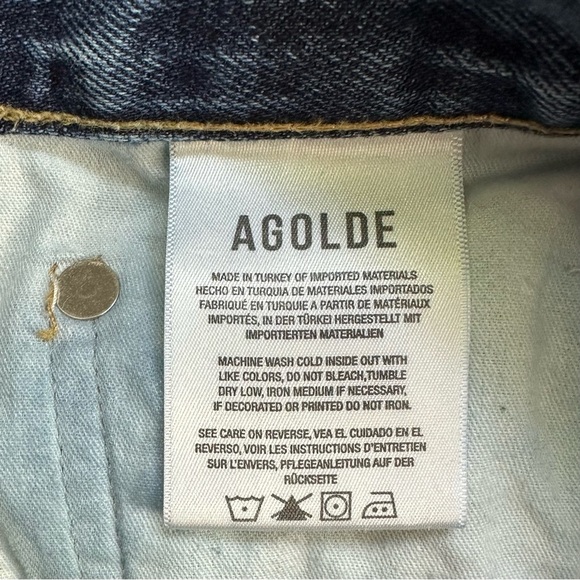 AGOLDE
MADE IN TURKEY OF IMPORTED MATERIALS
HECHO EN TURQUIA DE MATERIALES IMPORTADOS
FABRIQUÉ EN TURQUIE A PARTIR DE MATÉRIAUX
IMPORTÉS, IN DER TÜRKEI HERGESTELLT MIT
IMPORTIERTEN MATERIALIEN
MACHINE WASH COLD INSIDE OUT WITH
LIKE COLORS, DO NOT BLEACH,TUMBLE
DRY LOW, IRON MEDIUM IF NECESSARY,
IF DECORATED OR PRINTED DO NOT IRON.
SEE CARE ON REVERSE, VEA EL CUIDADO EN EL
REVERSO, VOIR LES INSTRUCTIONS D'ENTRETIEN
SUR L'ENVERS, PFLEGEANLEITUNG AUF DER
RÜCKSEITE